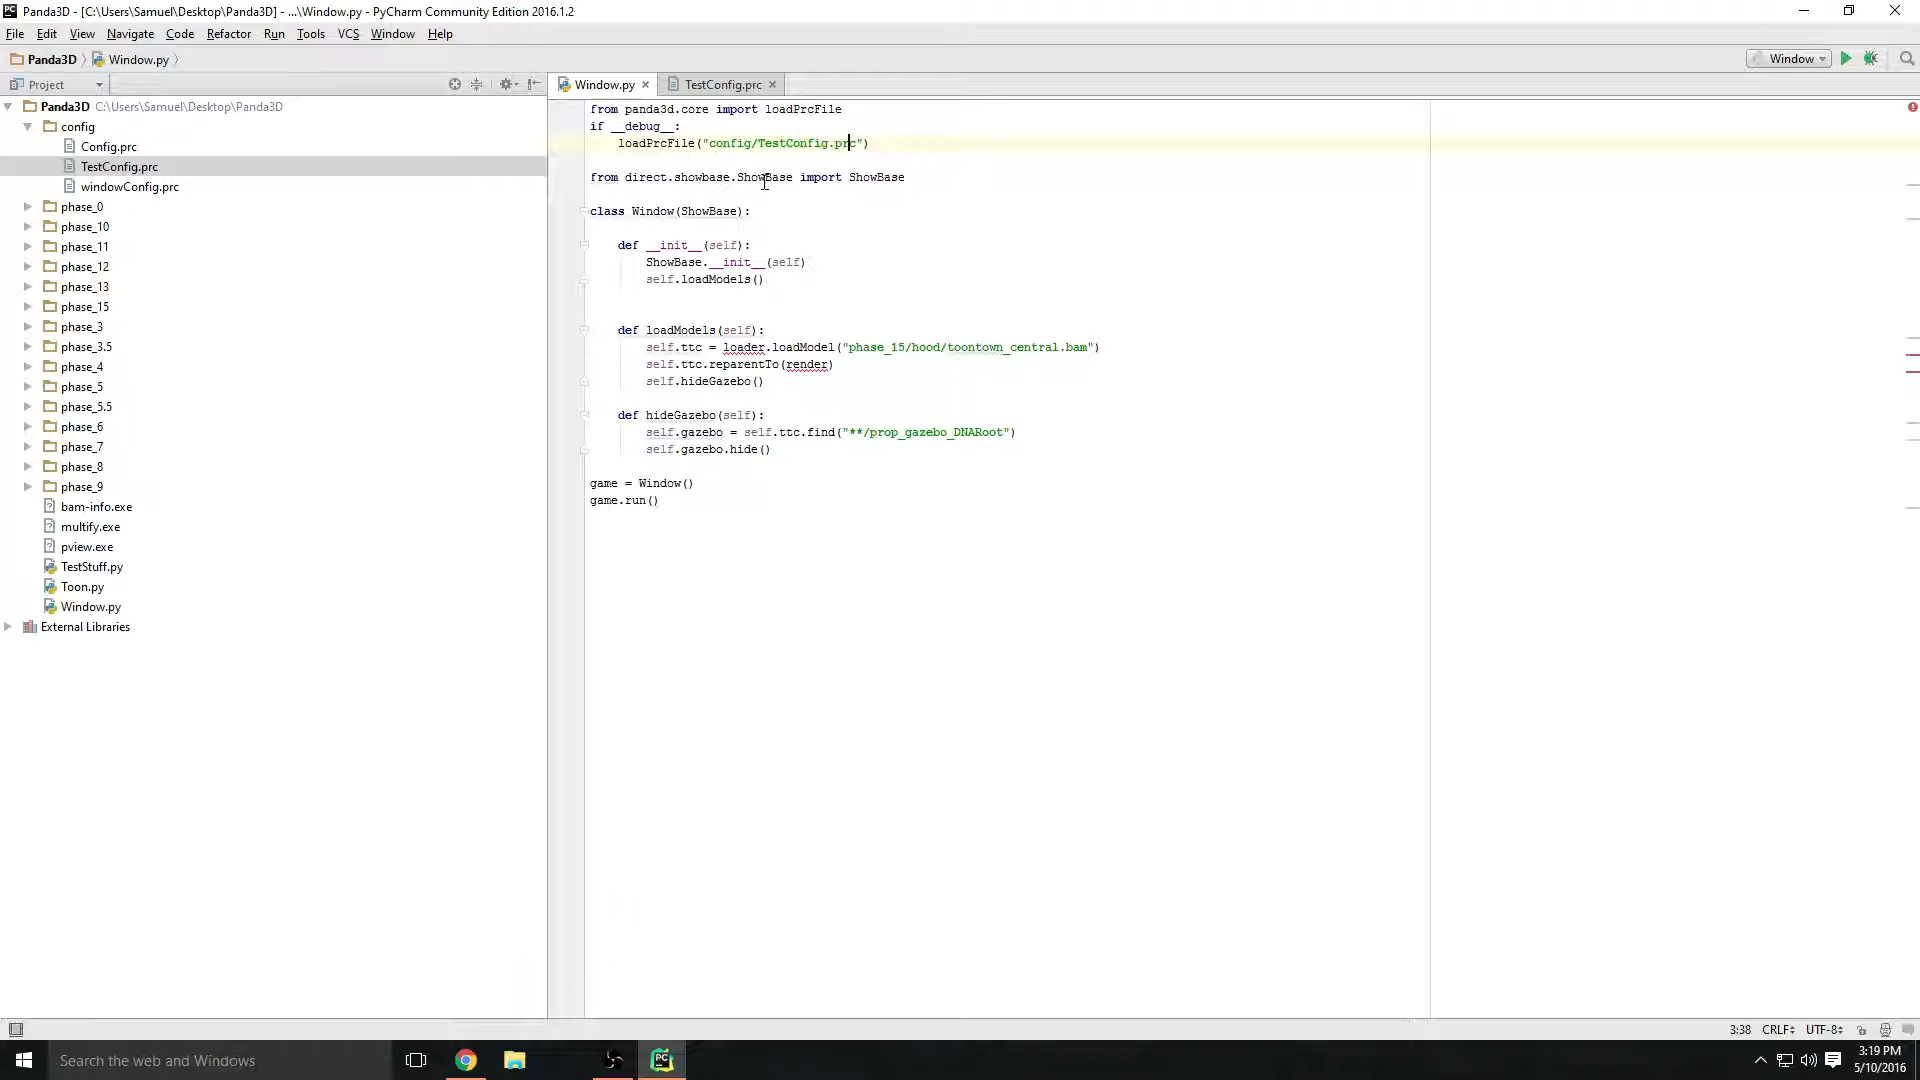 Panda3D - [C:\Users\Samuel\Desktop\Panda3D] - ...\Window.py - PyCharm Community Edition 2016.1.2
File Edit View Navigate Code Refactor Run Tools VCS Window Help
Panda3D Window.py Window
Project Window.py TestConfig.prc
Panda3D C:\Users\Samuel\Desktop\Panda3D
config
Config.prc
TestConfig.prc
windowConfig.prc
phase_0
phase_10
phase_11
phase_12
phase_13
phase_15
phase_3
phase_3.5
phase_4
phase_5
phase_5.5
phase_6
phase_7
phase_8
phase_9
bam-info.exe
multify.exe
pview.exe
TestStuff.py
Toon.py
Window.py
External Libraries
from panda3d.core import loadPrcFile
if __debug__:
loadPrcFile("config/TestConfig.prc")
from direct.showbase.ShowBase import ShowBase
class Window(ShowBase):
def __init__(self):
ShowBase.__init__(self)
self.loadModels()
def loadModels(self):
self.ttc = loader.loadModel("phase_15/hood/toontown_central.bam")
self.ttc.reparentTo(render)
self.hideGazebo()
def hideGazebo(self):
self.gazebo = self.ttc.find("**/prop_gazebo_DNARoot")
self.gazebo.hide()
game = Window()
game.run()
3:38 CRLF UTF-8
Search the web and Windows
3:19 PM
5/10/2016